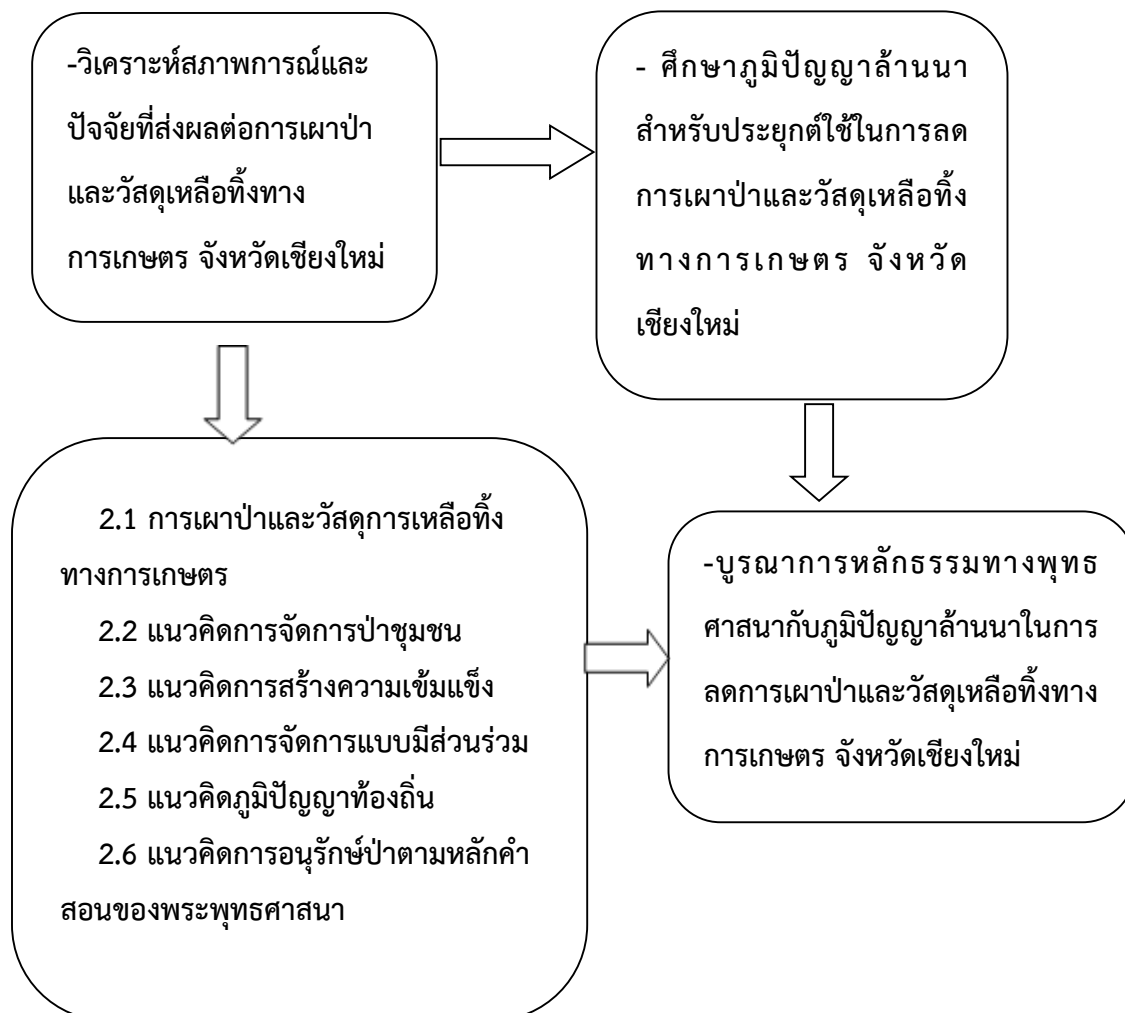 -วิเคราะห์สภาพการณ์และ
ปัจจัยที่ส่งผลต่อการเผาป่า
และวัสดุเหลือทิ้งทาง
การเกษตร จังหวัดเชียงใหม่
- ศึกษาภูมิปัญญาล้านนา
สำหรับประยุกต์ใช้ในการลด
การเผาป่าและวัสดุเหลือทิ้ง
ทางการเกษตร จังหวัด
เชียงใหม่
2.1 การเผาป่าและวัสดุการเหลือทิ้ง
ทางการเกษตร
2.2 แนวคิดการจัดการป่าชุมชน
2.3 แนวคิดการสร้างความเข้มแข็ง
2.4 แนวคิดการจัดการแบบมีส่วนร่วม
2.5 แนวคิดภูมิปัญญาท้องถิ่น
2.6 แนวคิดการอนุรักษ์ป่าตามหลักคำ
สอนของพระพุทธศาสนา
-บูรณาการหลักธรรมทางพุทธ
ศาสนากับภูมิปัญญาล้านนาในการ
ลดการเผาป่าและวัสดุเหลือทิ้งทาง
การเกษตร จังหวัดเชียงใหม่